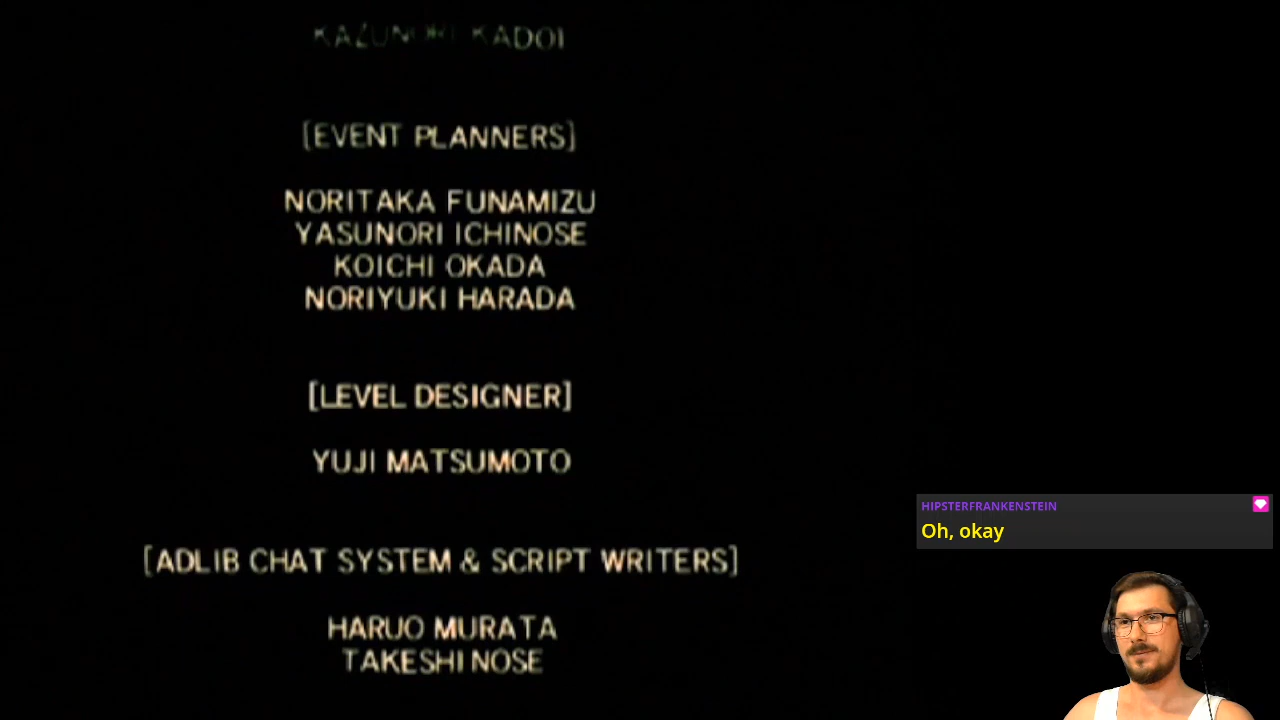 KAZUNORI KADOI
[EVENT PLANNERS]
NORITAKA FUNAMIZU
YASUNORI ICHINOSE
KOICHI OKADA
NORIYUKI HARADA
[LEVEL DESIGNER]
YUJI MATSUMOTO
[ADLIB CHAT SYSTEM & SCRIPT WRITERS]
HARUO MURATA
TAKESHI NOSE
HIPSTERFRANKENSTEIN
Oh, okay